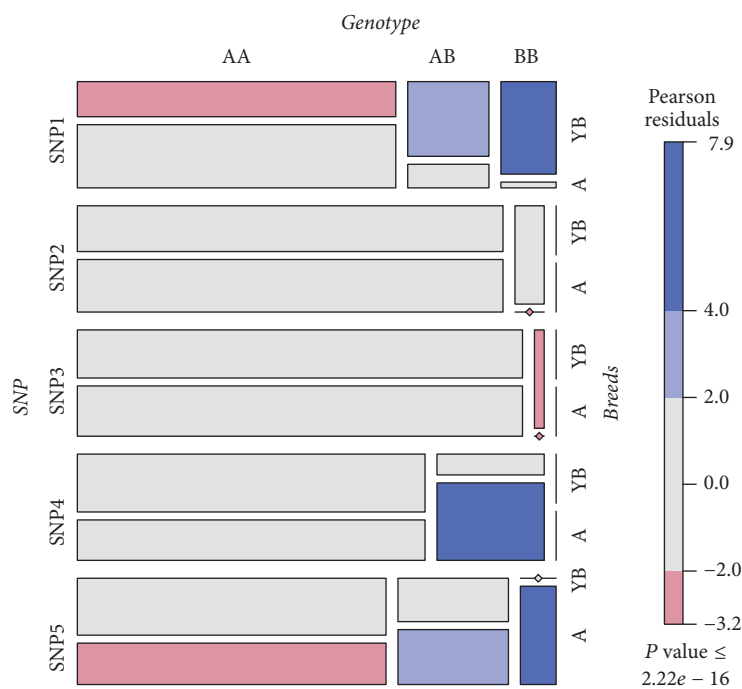 Genotype
AA AB BB
SNP
SNP1
SNP2
SNP3
SNP4
SNP5
YB
A
YB
A
YB
A
YB
A
YB
A
Breeds
Pearson
residuals
7.9
4.0
2.0
0.0
−2.0
−3.2
P value ≤
2.22e − 16